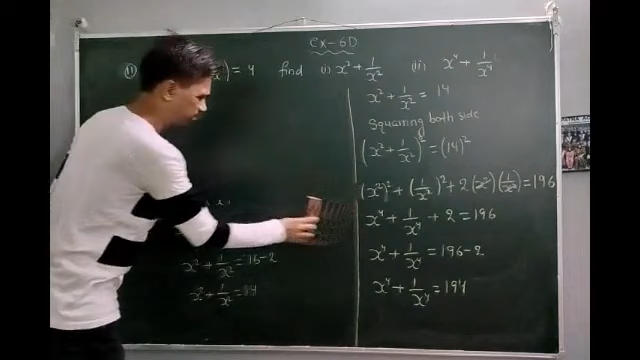 Ex-6D
(11) ) = 4 find (i) x² + 1/x² (ii) x⁴ + 1/x⁴
x² + 1/x² = 16-2
x² + 1/x² = 14
x² + 1/x² = 14
Squaring both side
(x² + 1/x²)² = (14)²
(x²)² + (1/x²)² + 2(x²)(1/x²) = 196
x⁴ + 1/x⁴ + 2 = 196
x⁴ + 1/x⁴ = 196-2
x⁴ + 1/x⁴ = 194